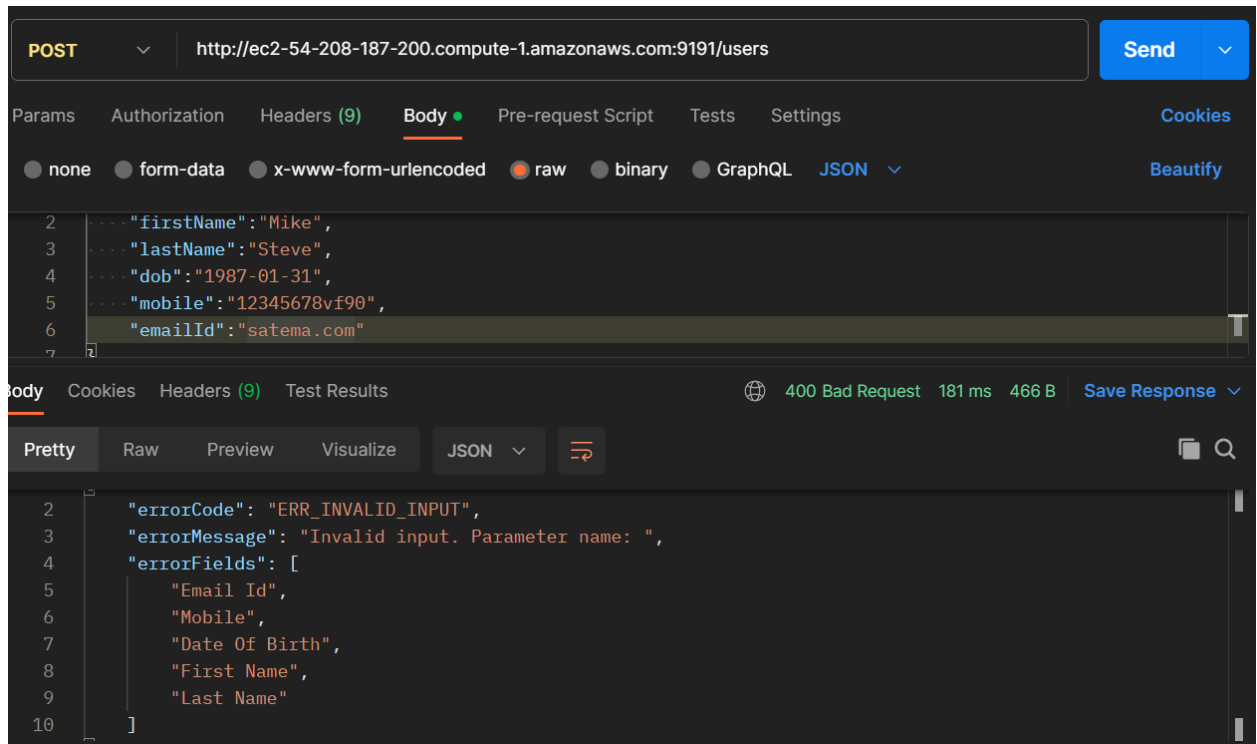 POST http://ec2-54-208-187-200.compute-1.amazonaws.com:9191/users Send
Params Authorization Headers (9) Body Pre-request Script Tests Settings Cookies
none form-data x-www-form-urlencoded raw binary GraphQL JSON Beautify
2 "firstName":"Mike",
3 "lastName":"Steve",
4 "dob":"1987-01-31",
5 "mobile":"12345678vf90",
6 "emailId":"satema.com"
7 }
Body Cookies Headers (9) Test Results 400 Bad Request 181 ms 466 B Save Response
Pretty Raw Preview Visualize JSON
2 "errorCode": "ERR_INVALID_INPUT",
3 "errorMessage": "Invalid input. Parameter name: ",
4 "errorFields": [
5 "Email Id",
6 "Mobile",
7 "Date Of Birth",
8 "First Name",
9 "Last Name"
10 ]